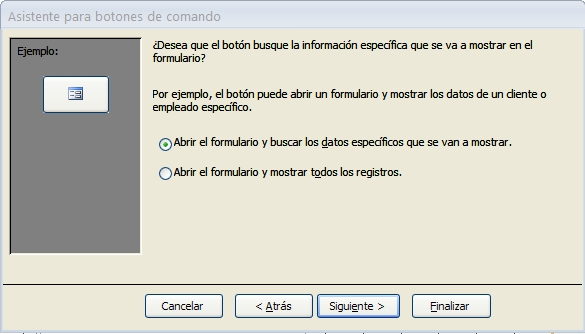 Asistente para botones de comando
Ejemplo:
¿Desea que el botón busque la información específica que se va a mostrar en el
formulario?
Por ejemplo, el botón puede abrir un formulario y mostrar los datos de un cliente o
empleado específico.
Abrir el formulario y buscar los datos específicos que se van a mostrar.
Abrir el formulario y mostrar todos los registros.
Cancelar
< Atrás
Siguiente >
Finalizar